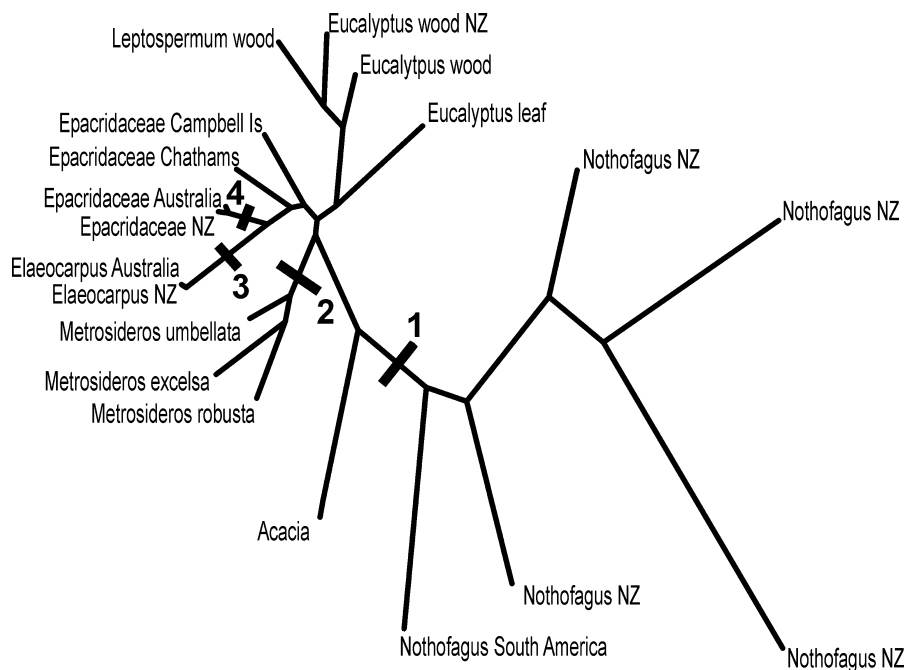 Eucalyptus wood NZ
Leptospermum wood
Eucalytpus wood
Eucalyptus leaf
Epacridaceae Campbell Is
Epacridaceae Chathams
Nothofagus NZ
Epacridaceae Australia
4
Nothofagus NZ
Epacridaceae NZ
Elaeocarpus Australia
3
Elaeocarpus NZ
2
Metrosideros umbellata
1
Metrosideros excelsa
Metrosideros robusta
Acacia
Nothofagus NZ
Nothofagus South America
Nothofagus NZ